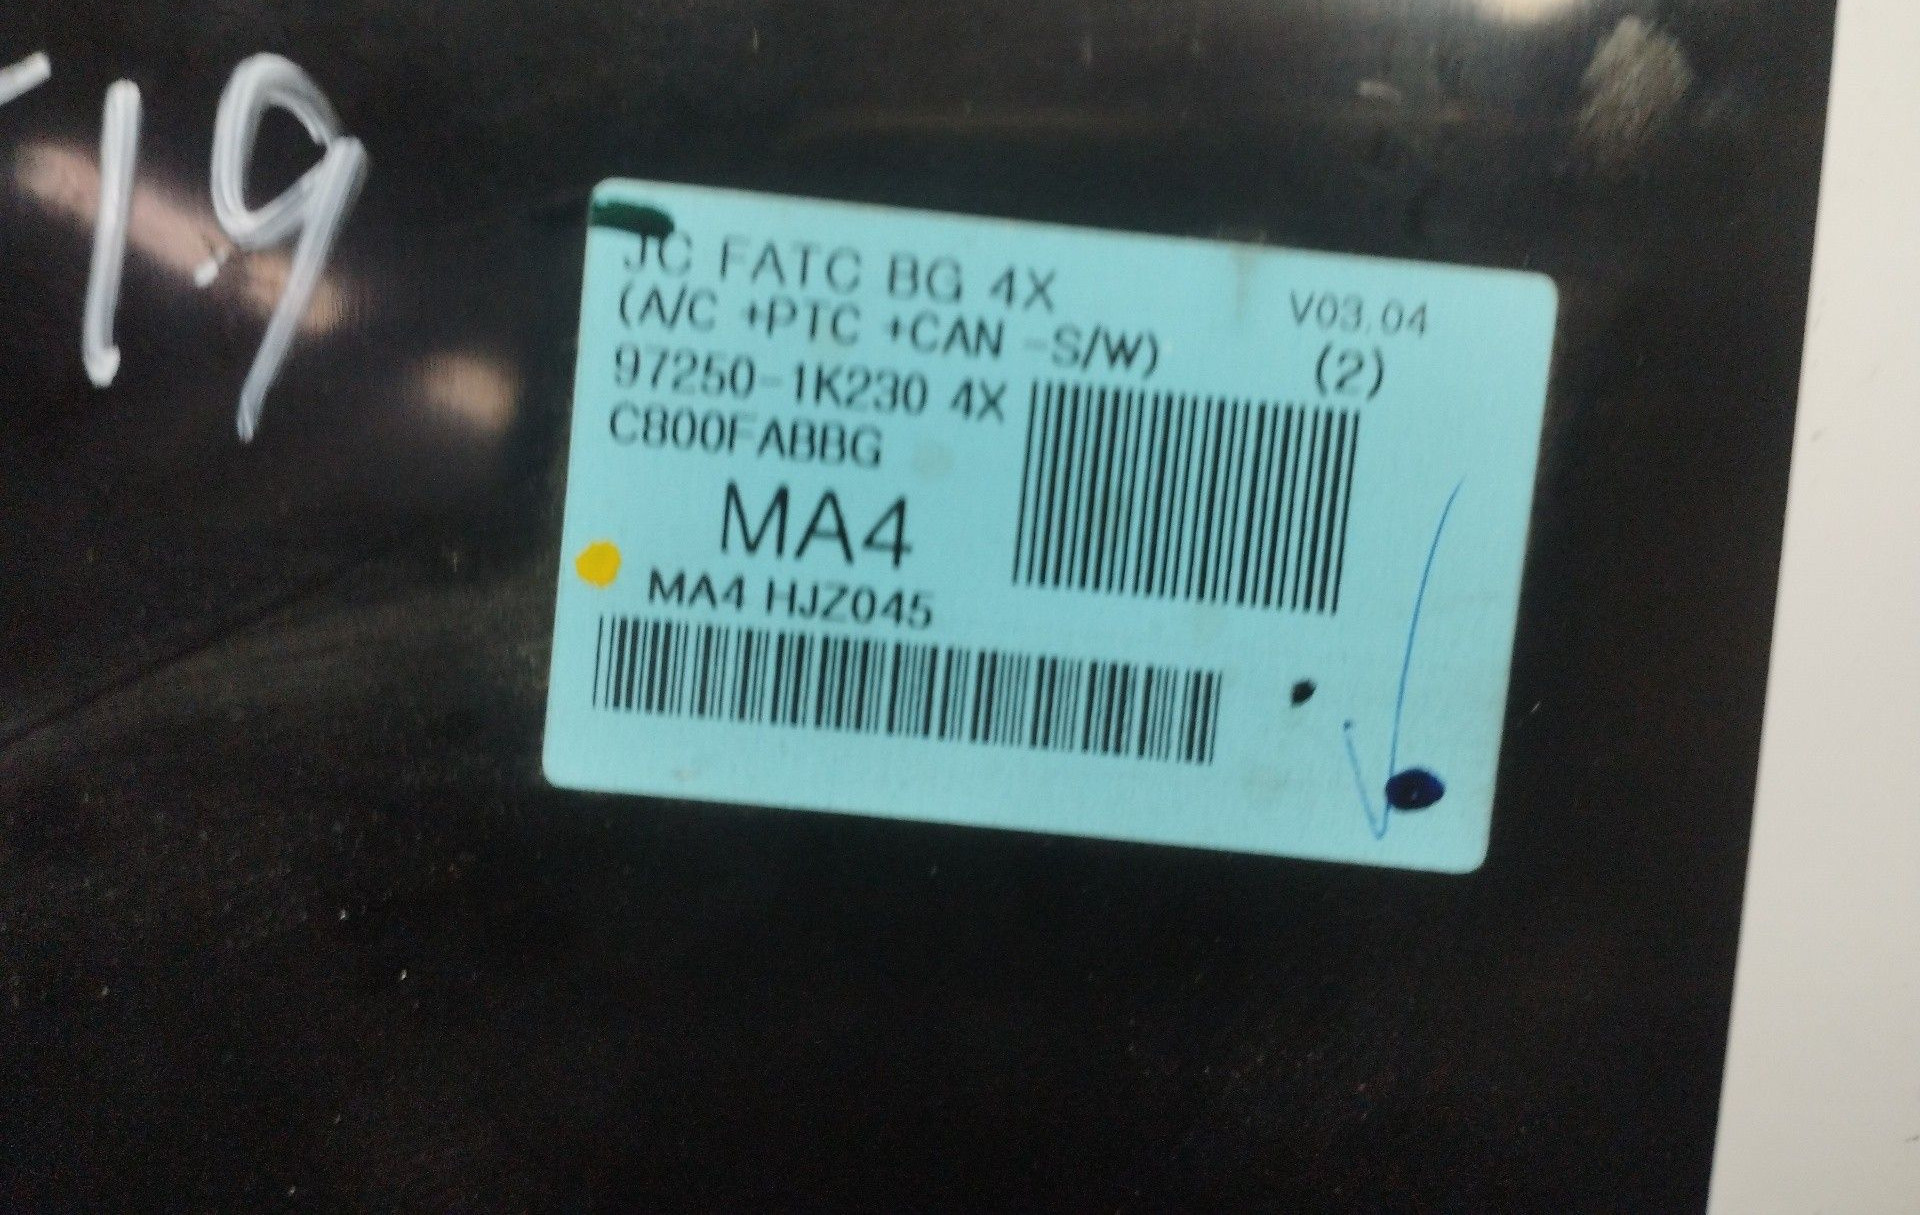 19
JC FATC BG 4X
V03.04
(A/C +PTC +CAN -S/W)
(2)
97250-1K230 4X
C800FABBG
MA4
MA4 HJZ045